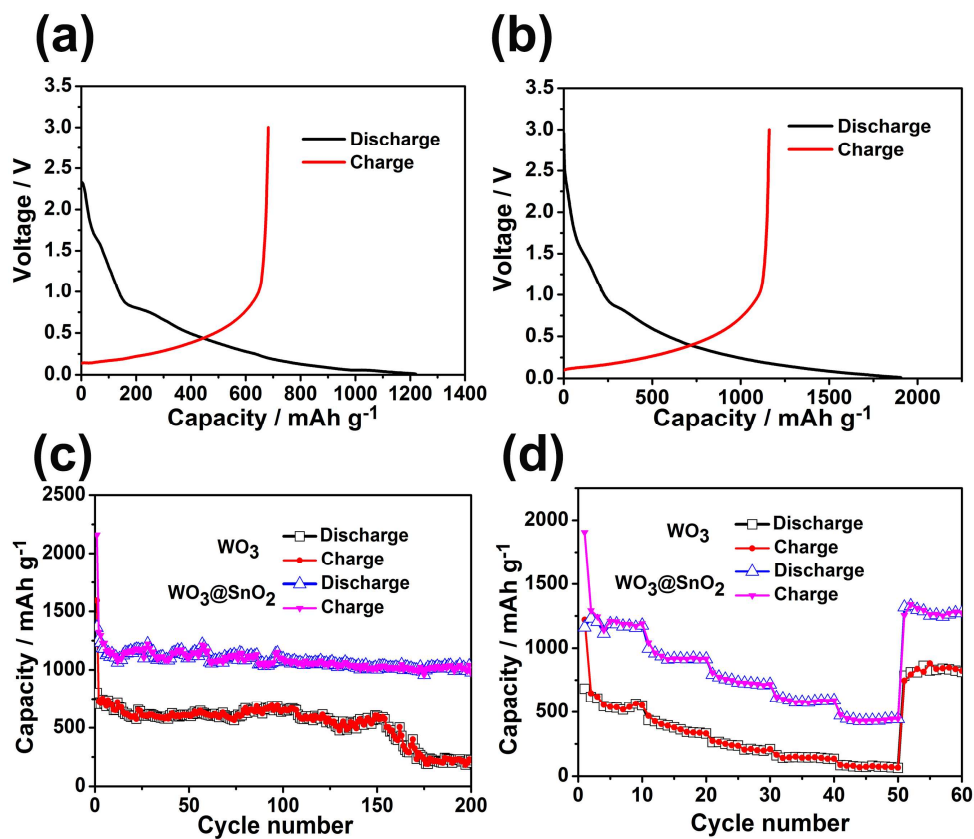 (a)
3.5
3.0
2.5
2.0
1.5
1.0
0.5
0.0
Voltage / V
Discharge
Charge
0 200 400 600 800 1000 1200 1400
Capacity / mAh g-1
(b)
3.5
3.0
2.5
2.0
1.5
1.0
0.5
0.0
Voltage / V
Discharge
Charge
0 500 1000 1500 2000
Capacity / mAh g-1
(c)
2500
2000
1500
1000
500
0
Capacity / mAh g-1
WO3
Discharge
Charge
WO3@SnO2
Discharge
Charge
0 50 100 150 200
Cycle number
(d)
2000
1500
1000
500
0
Capacity / mAh g-1
WO3
Discharge
Charge
WO3@SnO2
Discharge
Charge
0 10 20 30 40 50 60
Cycle number